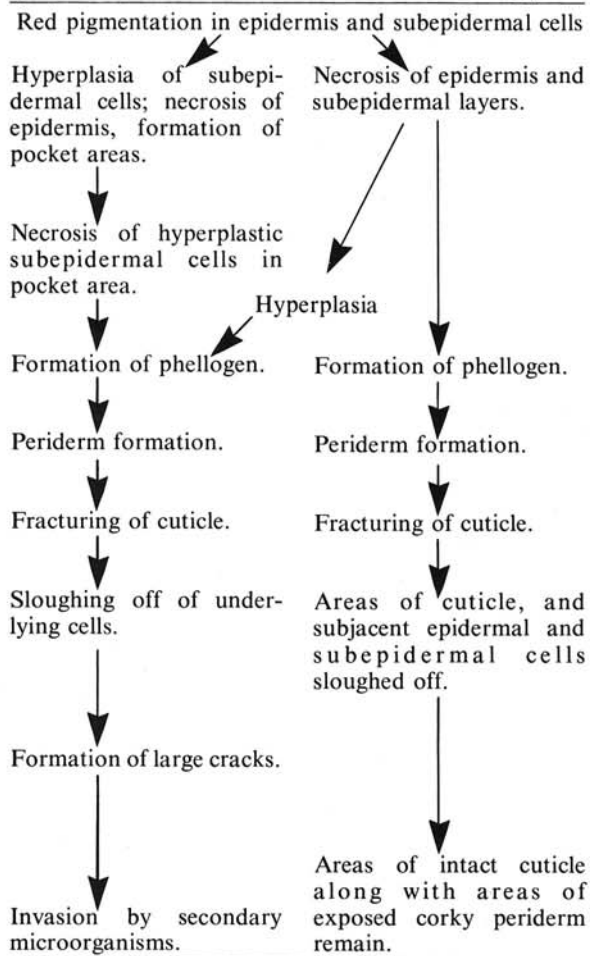 Red pigmentation in epidermis and subepidermal cells
Hyperplasia of subepi-
dermal cells; necrosis of
epidermis, formation of
pocket areas.
Necrosis of epidermis and
subepidermal layers.
Necrosis of hyperplastic
subepidermal cells in
pocket area.
Hyperplasia
Formation of phellogen.
Formation of phellogen.
Periderm formation.
Periderm formation.
Fracturing of cuticle.
Fracturing of cuticle.
Sloughing off of under-
lying cells.
Areas of cuticle, and
subjacent epidermal and
subepidermal cells
sloughed off.
Formation of large cracks.
Areas of intact cuticle
along with areas of
exposed corky periderm
remain.
Invasion by secondary
microorganisms.